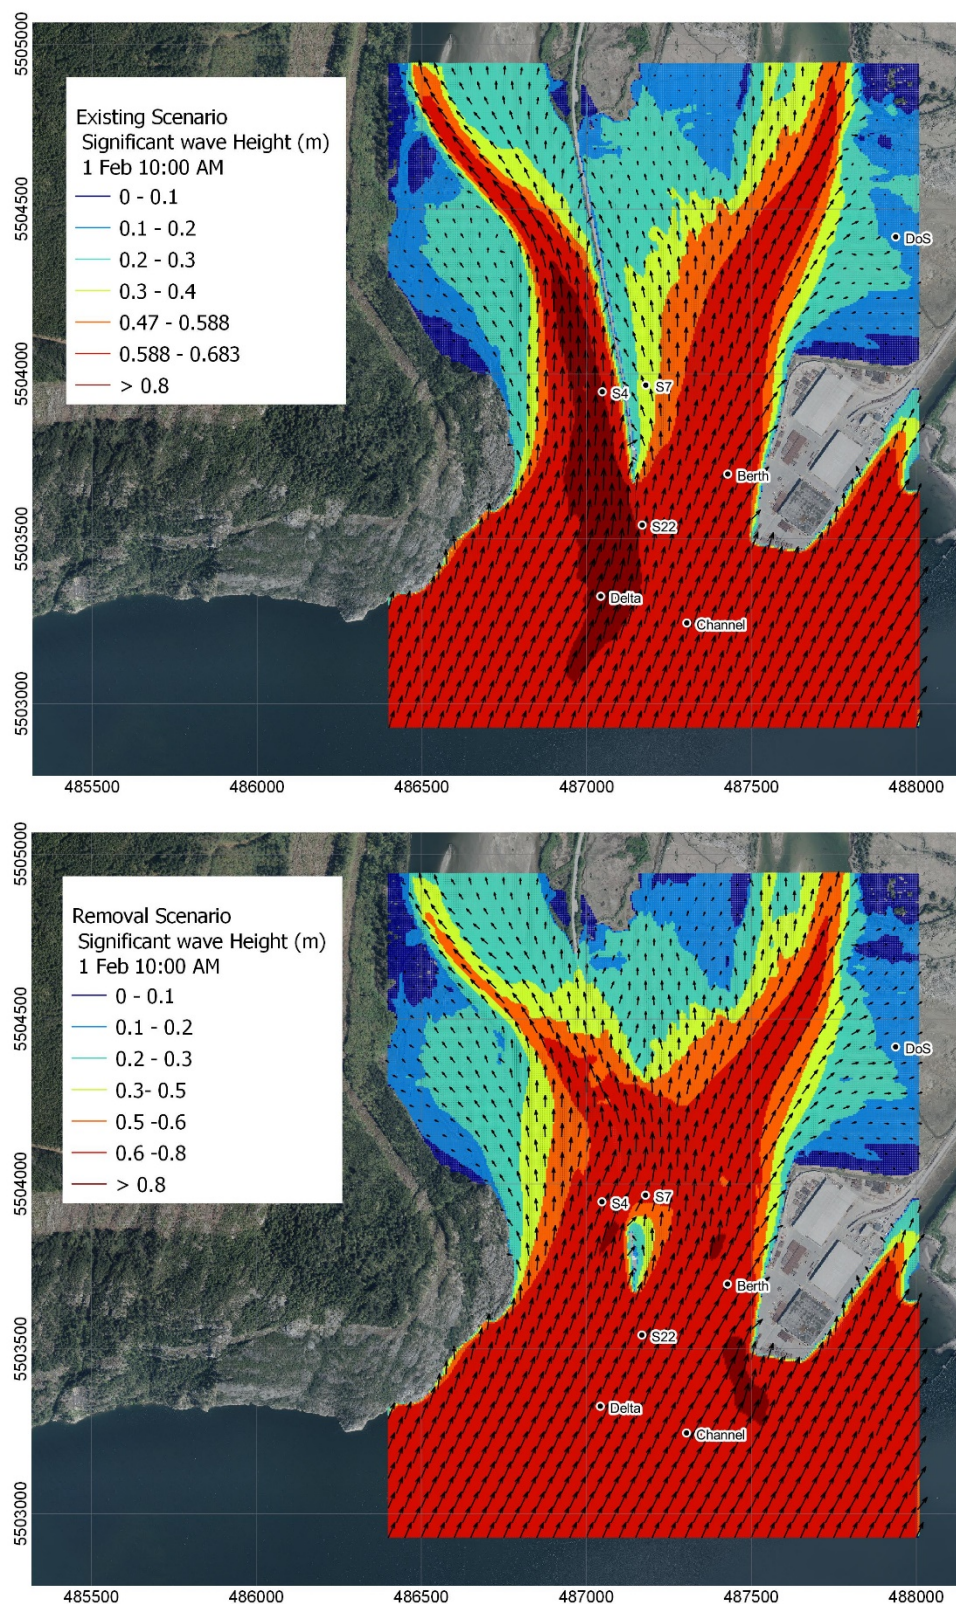 5505000
5504500
5504000
5503500
5503000
Existing Scenario
Significant wave Height (m)
1 Feb 10:00 AM
0 - 0.1
0.1 - 0.2
0.2 - 0.3
0.3 - 0.4
0.47 - 0.588
0.588 - 0.683
> 0.8
DoS
S4
S7
Berth
S22
Delta
Channel
485500 486000 486500 487000 487500 488000
5505000
5504500
5504000
5503500
5503000
Removal Scenario
Significant wave Height (m)
1 Feb 10:00 AM
0 - 0.1
0.1 - 0.2
0.2 - 0.3
0.3- 0.5
0.5 -0.6
0.6 -0.8
> 0.8
DoS
S4
S7
Berth
S22
Delta
Channel
485500 486000 486500 487000 487500 488000